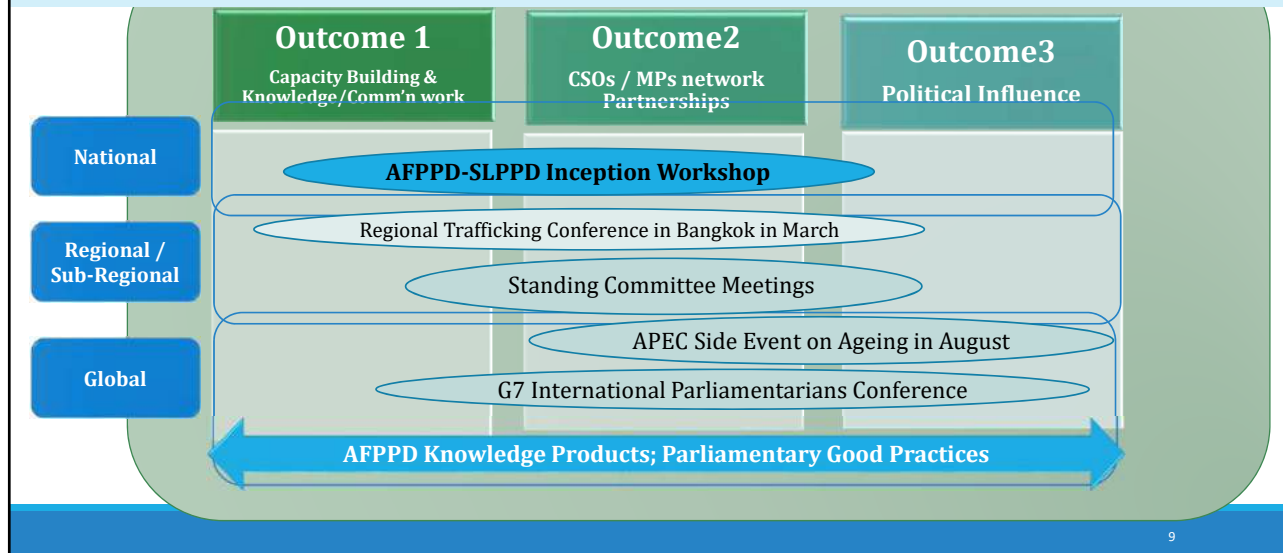 Outcome 1
Capacity Building &
Knowledge/Comm'n work
Outcome2
CSOs / MPs network
Partnerships
Outcome3
Political Influence
National
AFPPD-SLPPD Inception Workshop
Regional /
Sub-Regional
Regional Trafficking Conference in Bangkok in March
Standing Committee Meetings
Global
APEC Side Event on Ageing in August
G7 International Parliamentarians Conference
AFPPD Knowledge Products; Parliamentary Good Practices
9